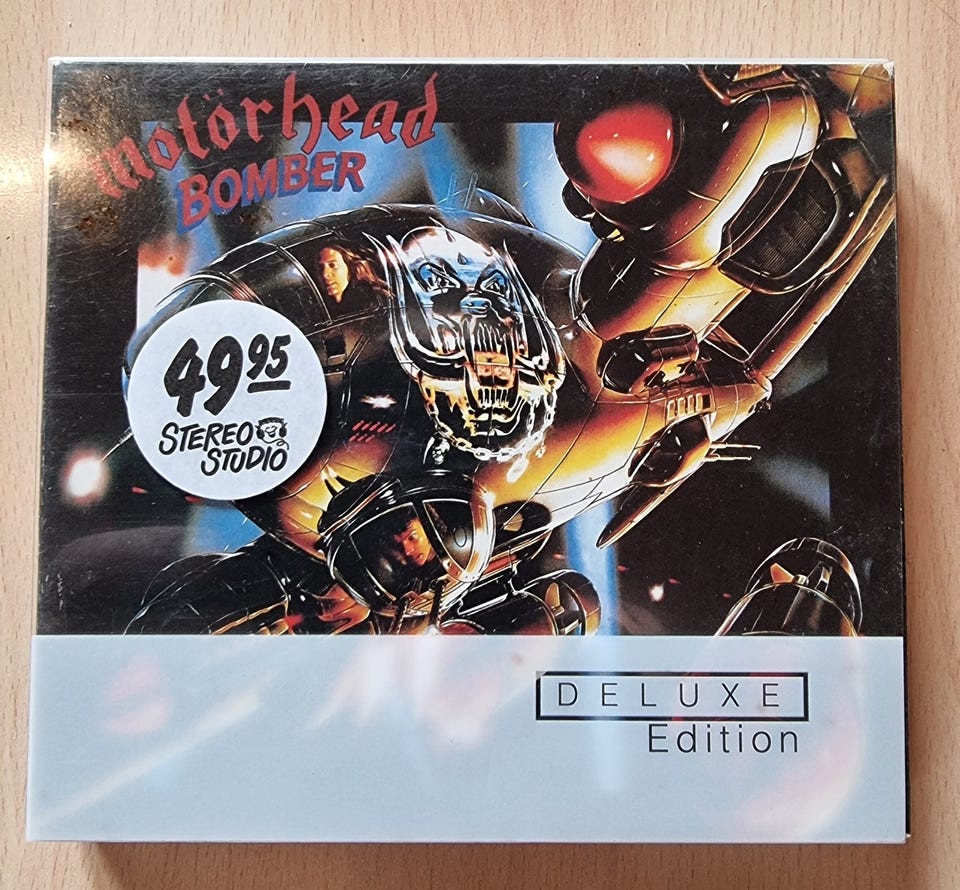 motörhead
BOMBER
49 95
STEREO
STUDIO
DELUXE
Edition